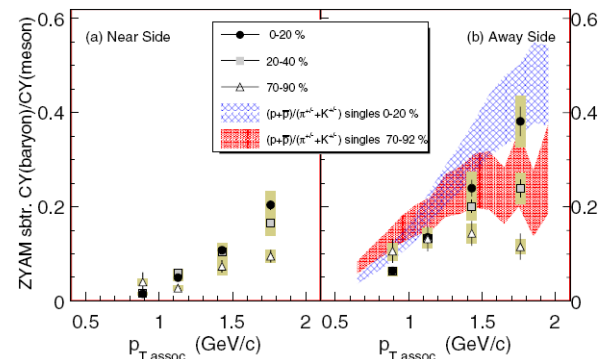 (a) Near Side
(b) Away Side
0-20 %
20-40 %
70-90 %
(p+p̅)/(π⁺/⁻+K⁺/⁻) singles 0-20 %
(p+p̅)/(π⁺/⁻+K⁺/⁻) singles 70-92 %
ZYAM sbtr. CY(baryon)/CY(meson)
0.6
0.4
0.2
0
0.6
0.4
0.2
0
0.5 1 1.5 2 0.5 1 1.5 2
p T,assoc (GeV/c) p T,assoc (GeV/c)